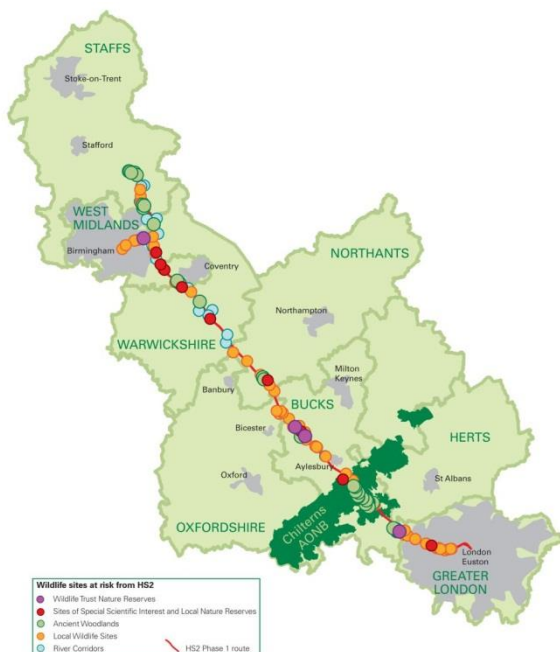 STAFFS
Stoke-on-Trent
Stafford
WEST
MIDLANDS
Birmingham
Coventry
NORTHANTS
Northampton
WARWICKSHIRE
Milton
Keynes
Banbury
BUCKS
Bicester
HERTS
Aylesbury
Oxford
St Albans
OXFORDSHIRE
Chilterns
AONB
London
Euston
GREATER
LONDON
Wildlife sites at risk from HS2
Wildlife Trust Nature Reserves
Sites of Special Scientific Interest and Local Nature Reserves
Ancient Woodlands
Local Wildlife Sites
River Corridors
HS2 Phase 1 route